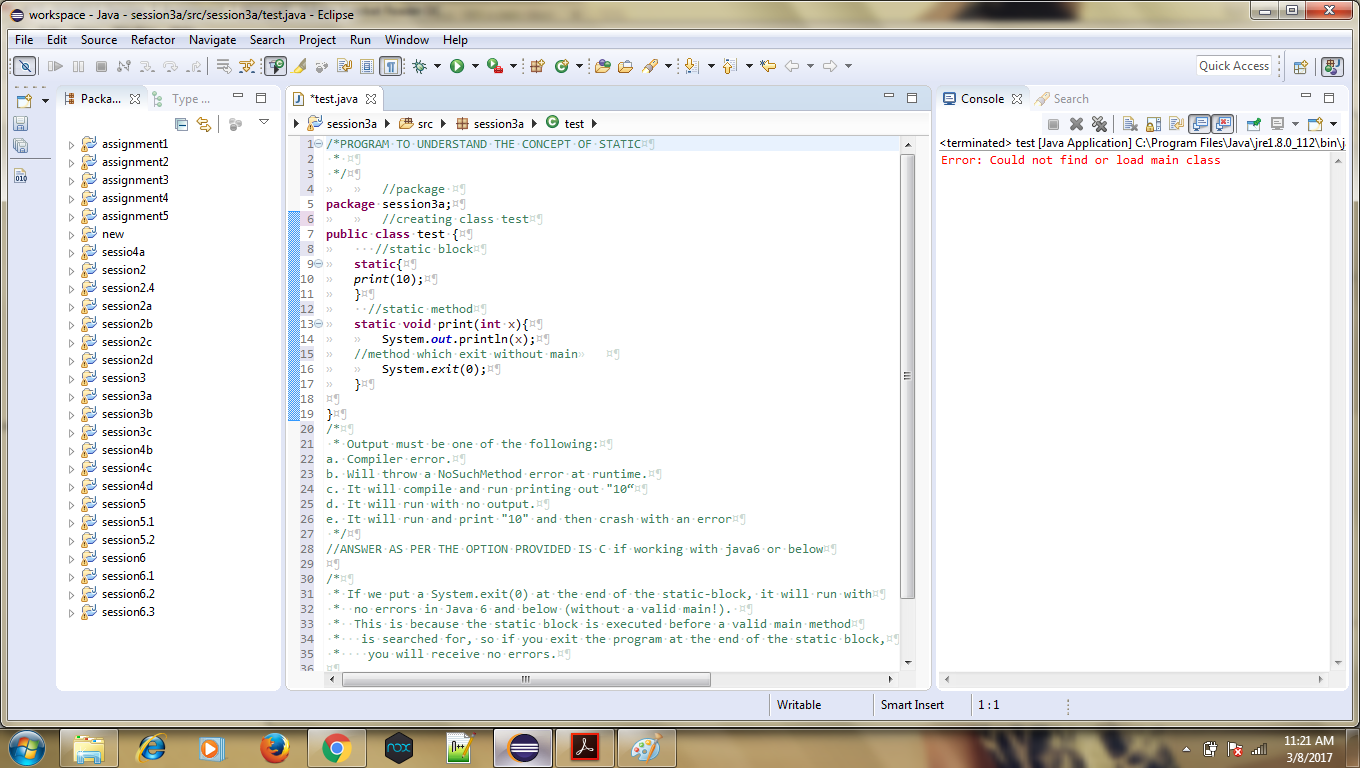 workspace - Java - session3a/src/session3a/test.java - Eclipse
File Edit Source Refactor Navigate Search Project Run Window Help
Quick Access
Packa... Type ...
assignment1
assignment2
assignment3
assignment4
assignment5
new
sessio4a
session2
session2.4
session2a
session2b
session2c
session2d
session3
session3a
session3b
session3c
session4b
session4c
session4d
session5
session5.1
session5.2
session6
session6.1
session6.2
session6.3
*test.java
session3a src session3a test
1 /*PROGRAM TO UNDERSTAND THE CONCEPT OF STATIC¤¶
2 *·¤¶
3 */¤¶
4 » » //package·¤¶
5 package·session3a;¤¶
6 » » //creating·class·test¤¶
7 public·class·test·{¤¶
8 » ···//static·block¤¶
9 » static{¤¶
10 » print(10);¤¶
11 » }¤¶
12 » ··//static·method¤¶
13 » static·void·print(int·x){¤¶
14 » » System.out.println(x);¤¶
15 » //method·which·exit·without·main» ¤¶
16 » » System.exit(0);¤¶
17 » }¤¶
18 ¤¶
19 }¤¶
20 /*¤¶
21 ·*·Output·must·be·one·of·the·following:¤¶
22 a.·Compiler·error.¤¶
23 b.·Will·throw·a·NoSuchMethod·error·at·runtime.¤¶
24 c.·It·will·compile·and·run·printing·out·"10“¤¶
25 d.·It·will·run·with·no·output.¤¶
26 e.·It·will·run·and·print·"10"·and·then·crash·with·an·error¤¶
27 ·*/¤¶
28 //ANSWER·AS·PER·THE·OPTION·PROVIDED·IS·C·if·working·with·java6·or·below¤¶
29 ¤¶
30 /*¤¶
31 ·*·If·we·put·a·System.exit(0)·at·the·end·of·the·static-block,·it·will·run·with¤¶
32 ·*··no·errors·in·Java·6·and·below·(without·a·valid·main!).·¤¶
33 ·*··This·is·because·the·static·block·is·executed·before·a·valid·main·method¤¶
34 ·*···is·searched·for,·so·if·you·exit·the·program·at·the·end·of·the·static·block,¤¶
35 ·*····you·will·receive·no·errors.¤¶
36 ¤¶
Console Search
<terminated> test [Java Application] C:\Program Files\Java\jre1.8.0_112\bin\j
Error: Could not find or load main class
Writable Smart Insert 1 : 1
11:21 AM
3/8/2017